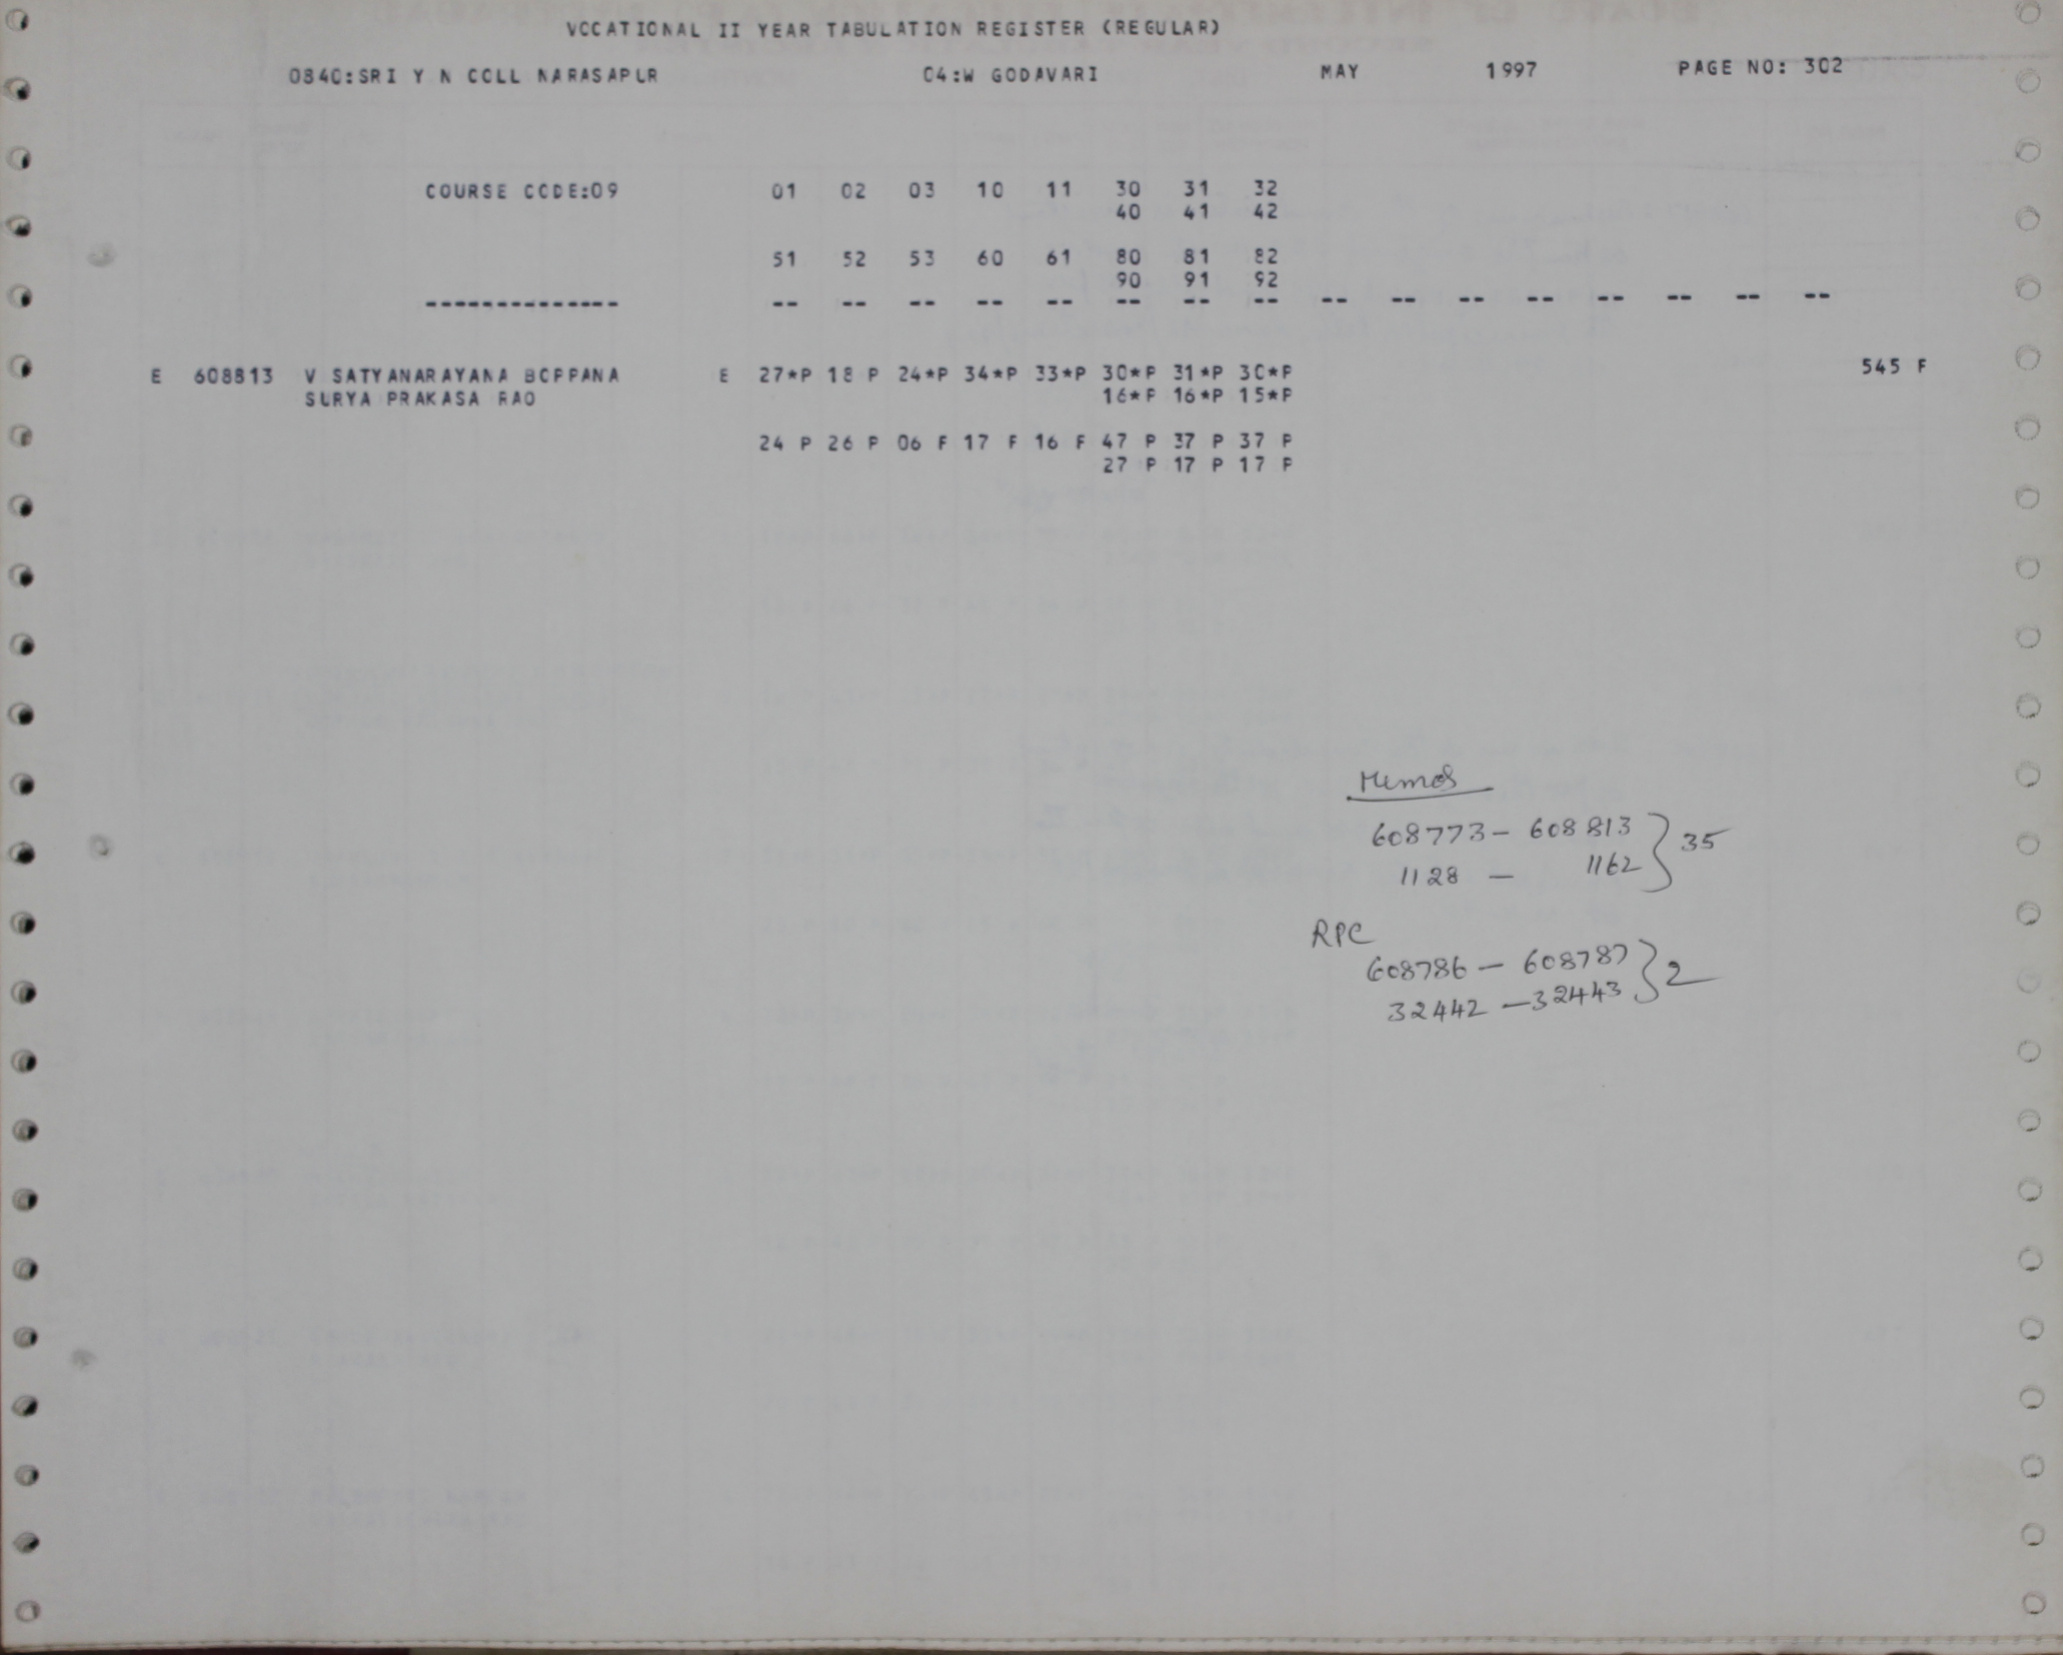 VOCATIONAL II YEAR TABULATION REGISTER (REGULAR)
0840:SRI Y N COLL NARASAPUR 04:W GODAVARI MAY 1997 PAGE NO: 302
COURSE CODE:09 01 02 03 10 11 30 31 32
40 41 42
51 52 53 60 61 80 81 82
90 91 92
-------------- -- -- -- -- -- -- -- -- -- -- -- -- -- -- -- --
E 608813 V SATYANARAYANA BOPPANA E 27*P 18 P 24*P 34*P 33*P 30*P 31*P 30*P 545 F
SURYA PRAKASA RAO 16*P 16*P 15*P
24 P 26 P 06 F 17 F 16 F 47 P 37 P 37 P
27 P 17 P 17 P
Memos
608773 - 608813 } 35
1128 - 1162
RPC
608786 - 608787 } 2
32442 - 32443